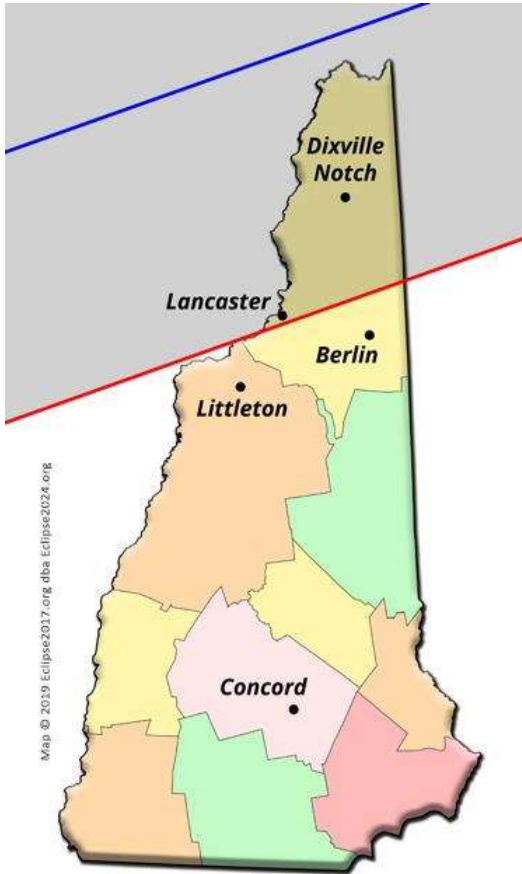 Dixville
Notch
Lancaster
Berlin
Littleton
Concord
Map © 2019 Eclipse2017.org dba Eclipse2024.org